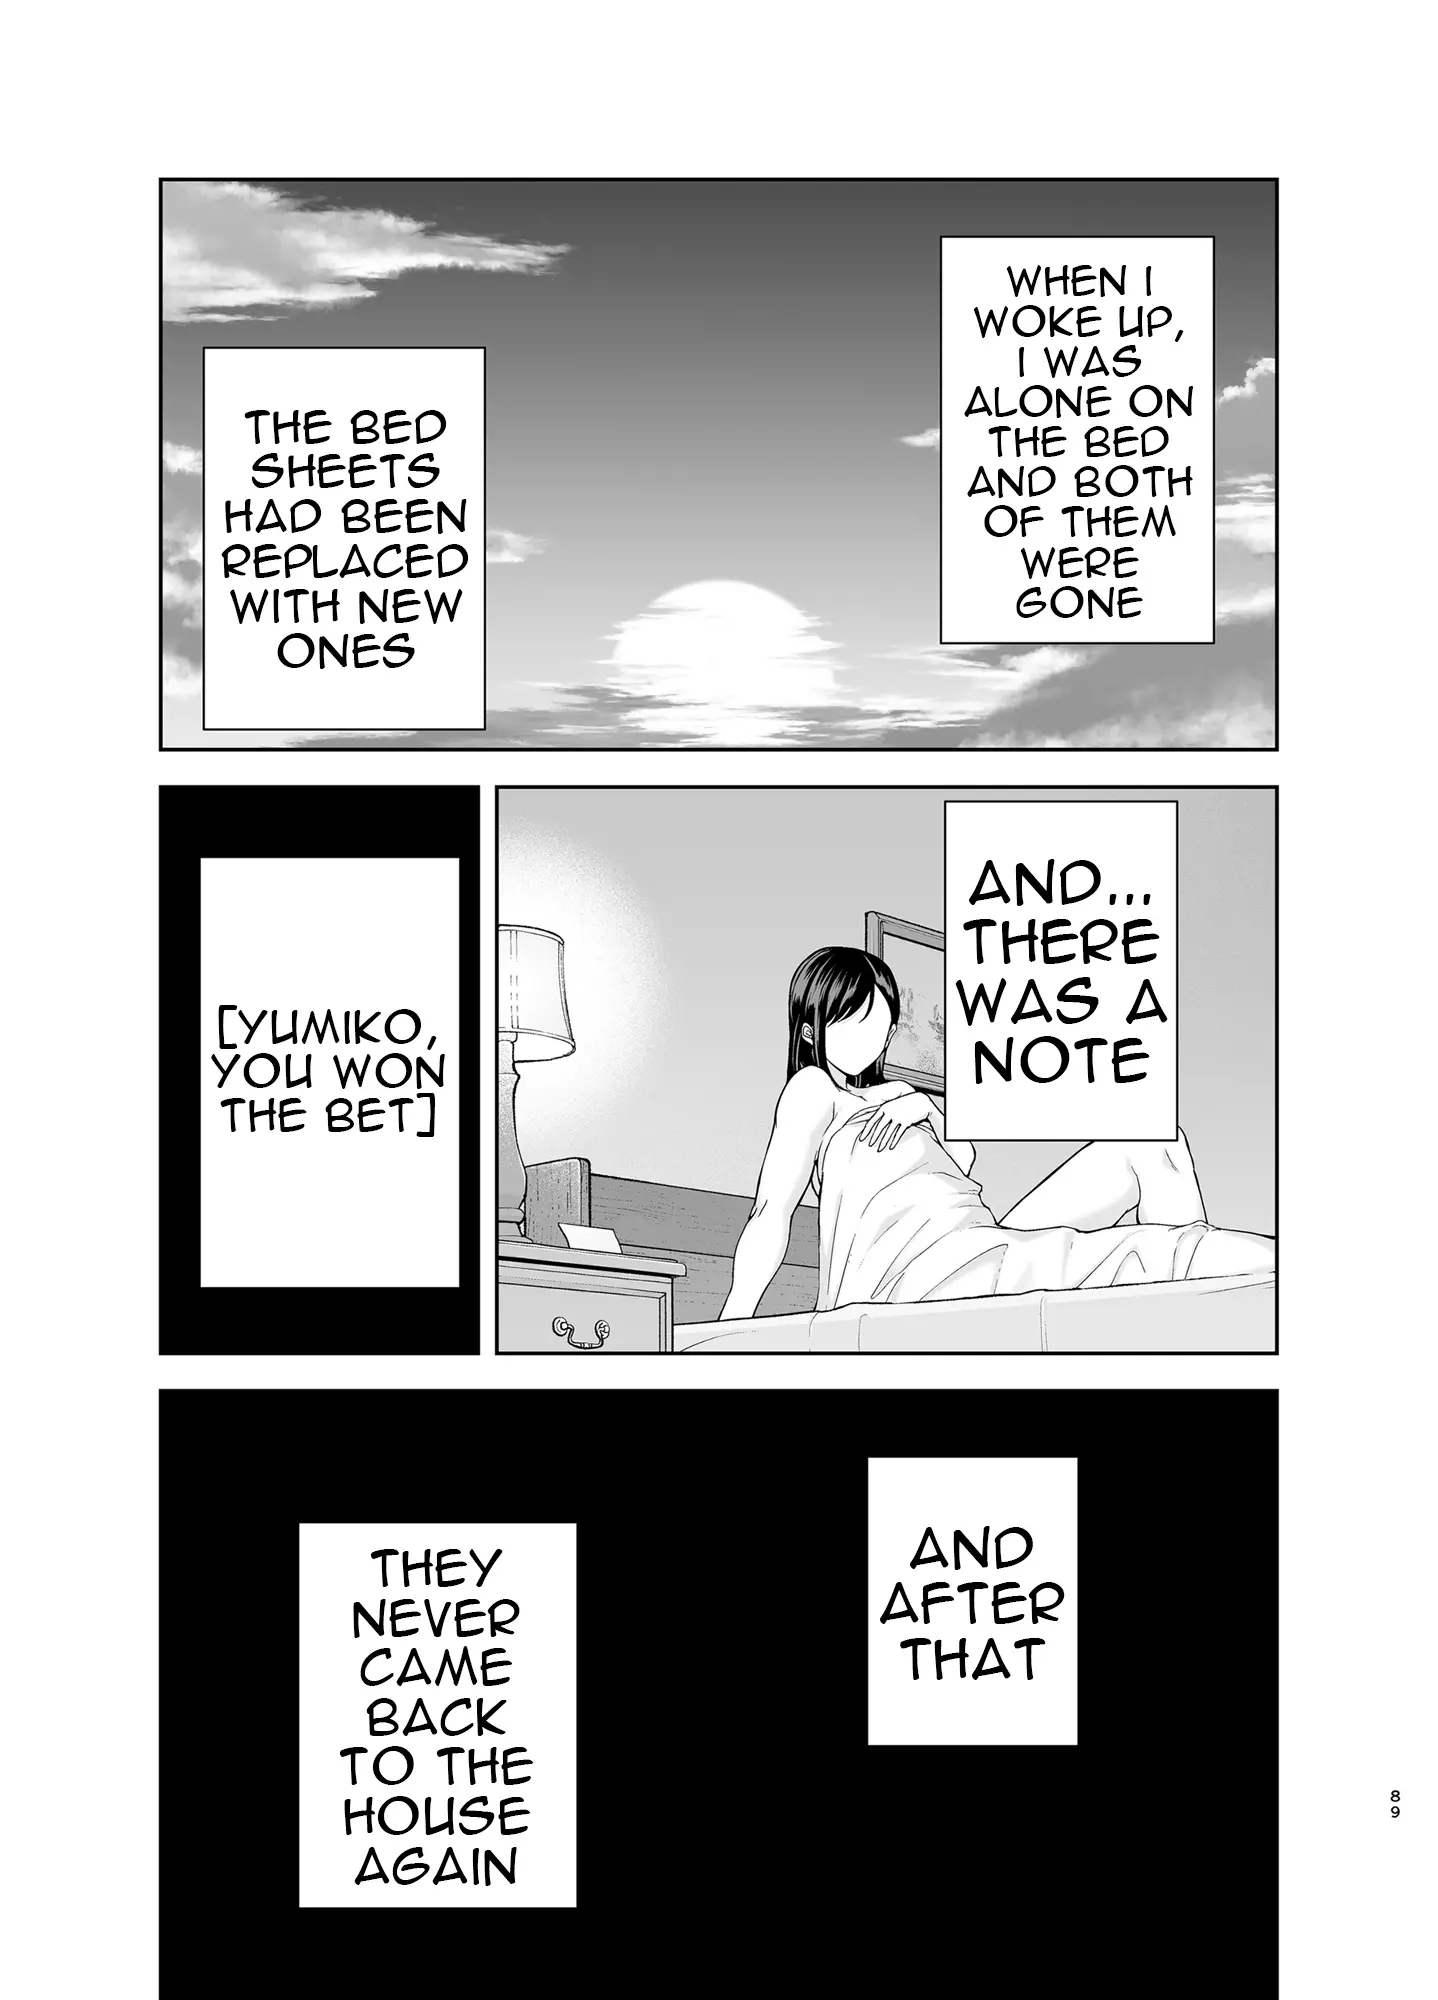 WHEN I
WOKE UP,
I WAS
ALONE ON
THE BED
AND BOTH
OF THEM
WERE
GONE
THE BED
SHEETS
HAD BEEN
REPLACED
WITH NEW
ONES
AND...
THERE
WAS A
NOTE
[YUMIKO,
YOU WON
THE BET]
AND
AFTER
THAT
THEY
NEVER
CAME
BACK
TO THE
HOUSE
AGAIN
89